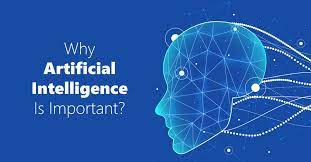 Why
Artificial
Intelligence
Is Important?